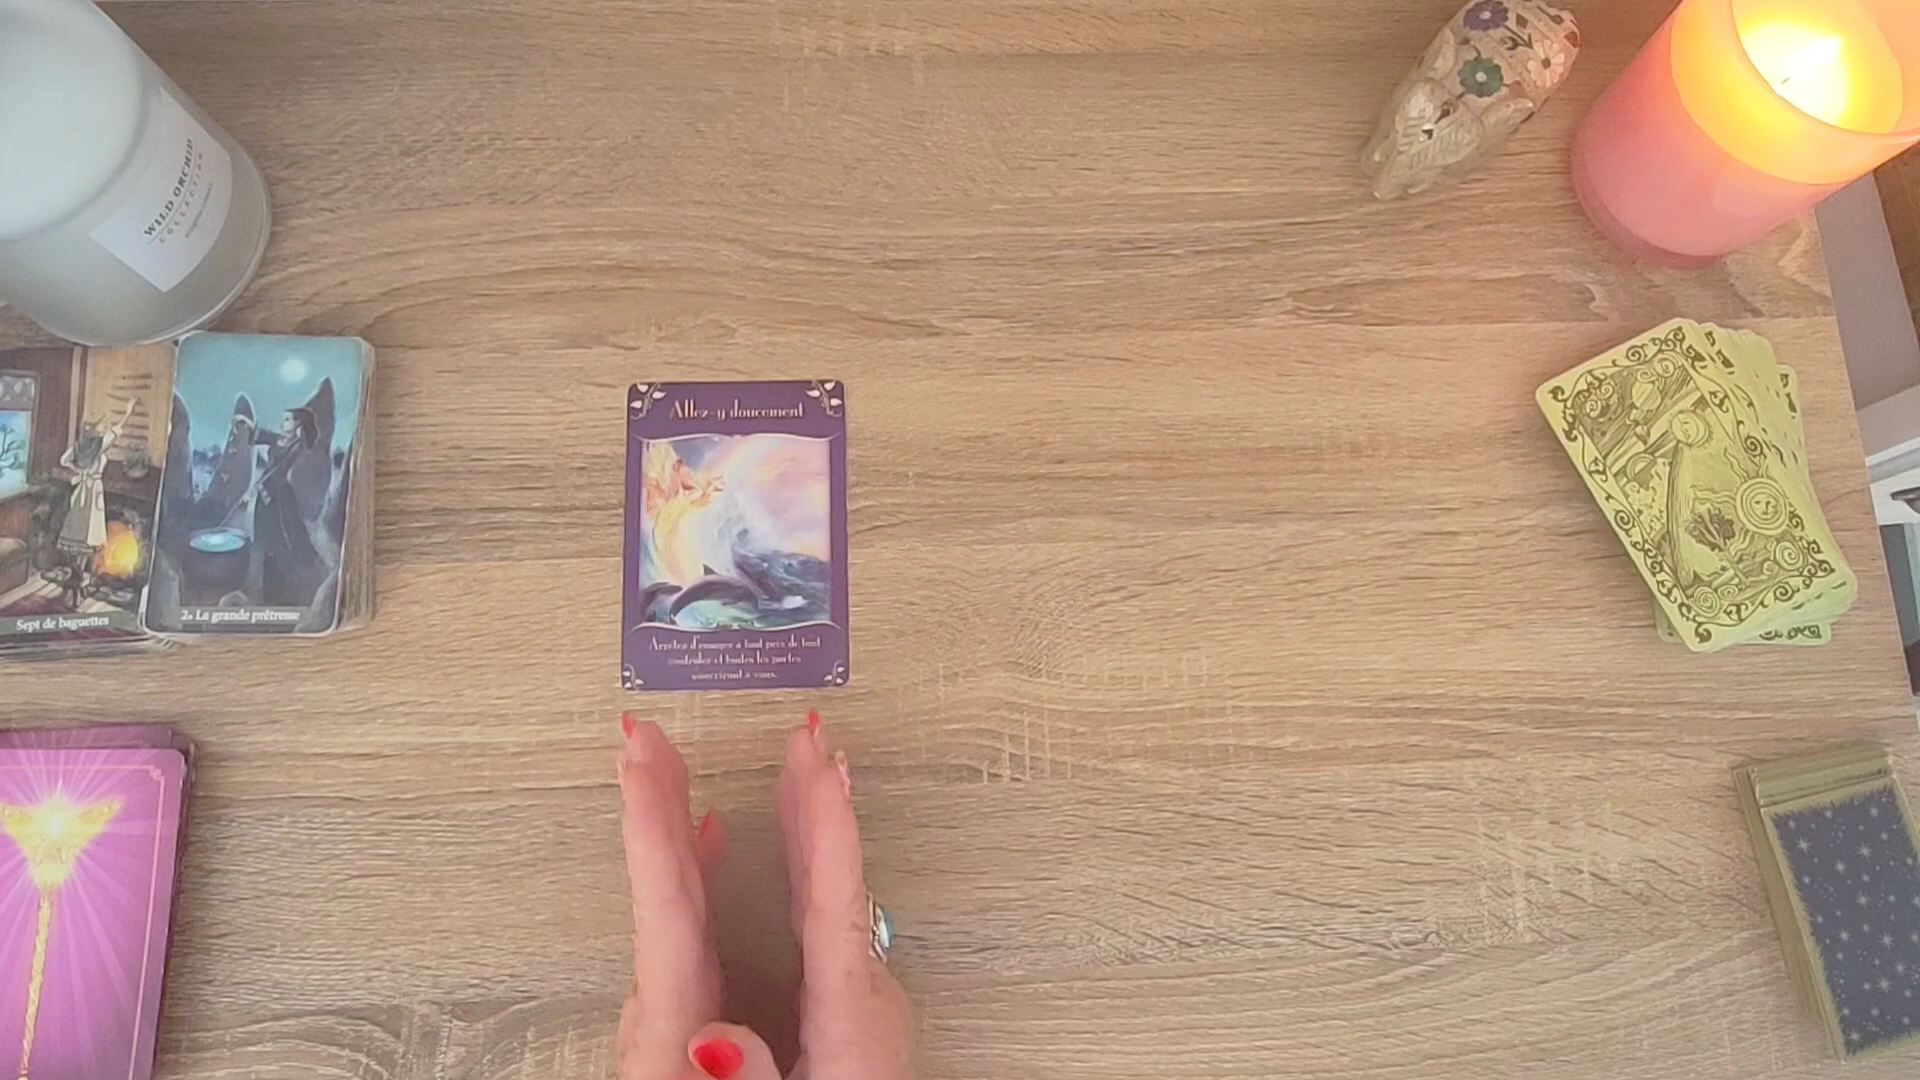 WILD ORCHID
COLLECTION
Allez-y doucement
Sept de baguettes
2. La grande prêtresse
Arrêtez d'essayer à tout prix de tout
contrôler et toutes les portes
s'ouvriront à vous.